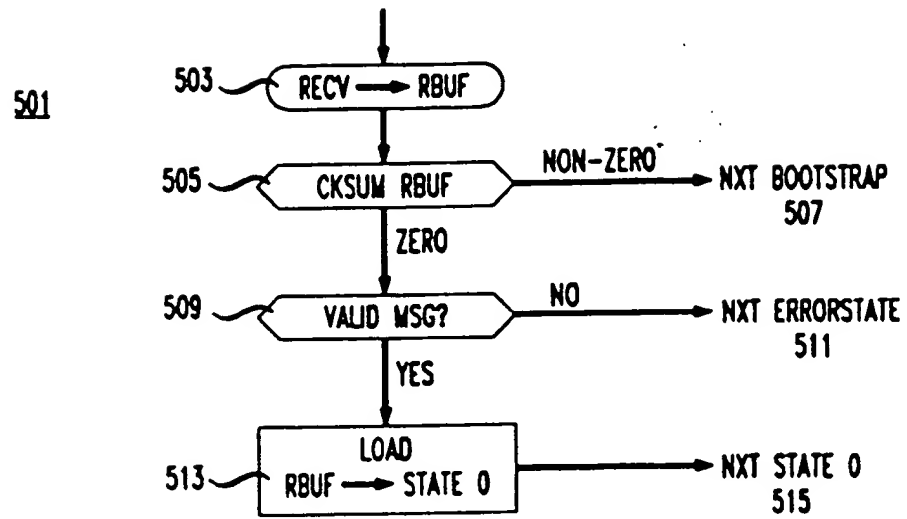 501
503
RECV → RBUF
505
CKSUM RBUF
NON-ZERO
NXT BOOTSTRAP
507
ZERO
509
VALID MSG?
NO
NXT ERRORSTATE
511
YES
513
LOAD
RBUF → STATE 0
NXT STATE 0
515